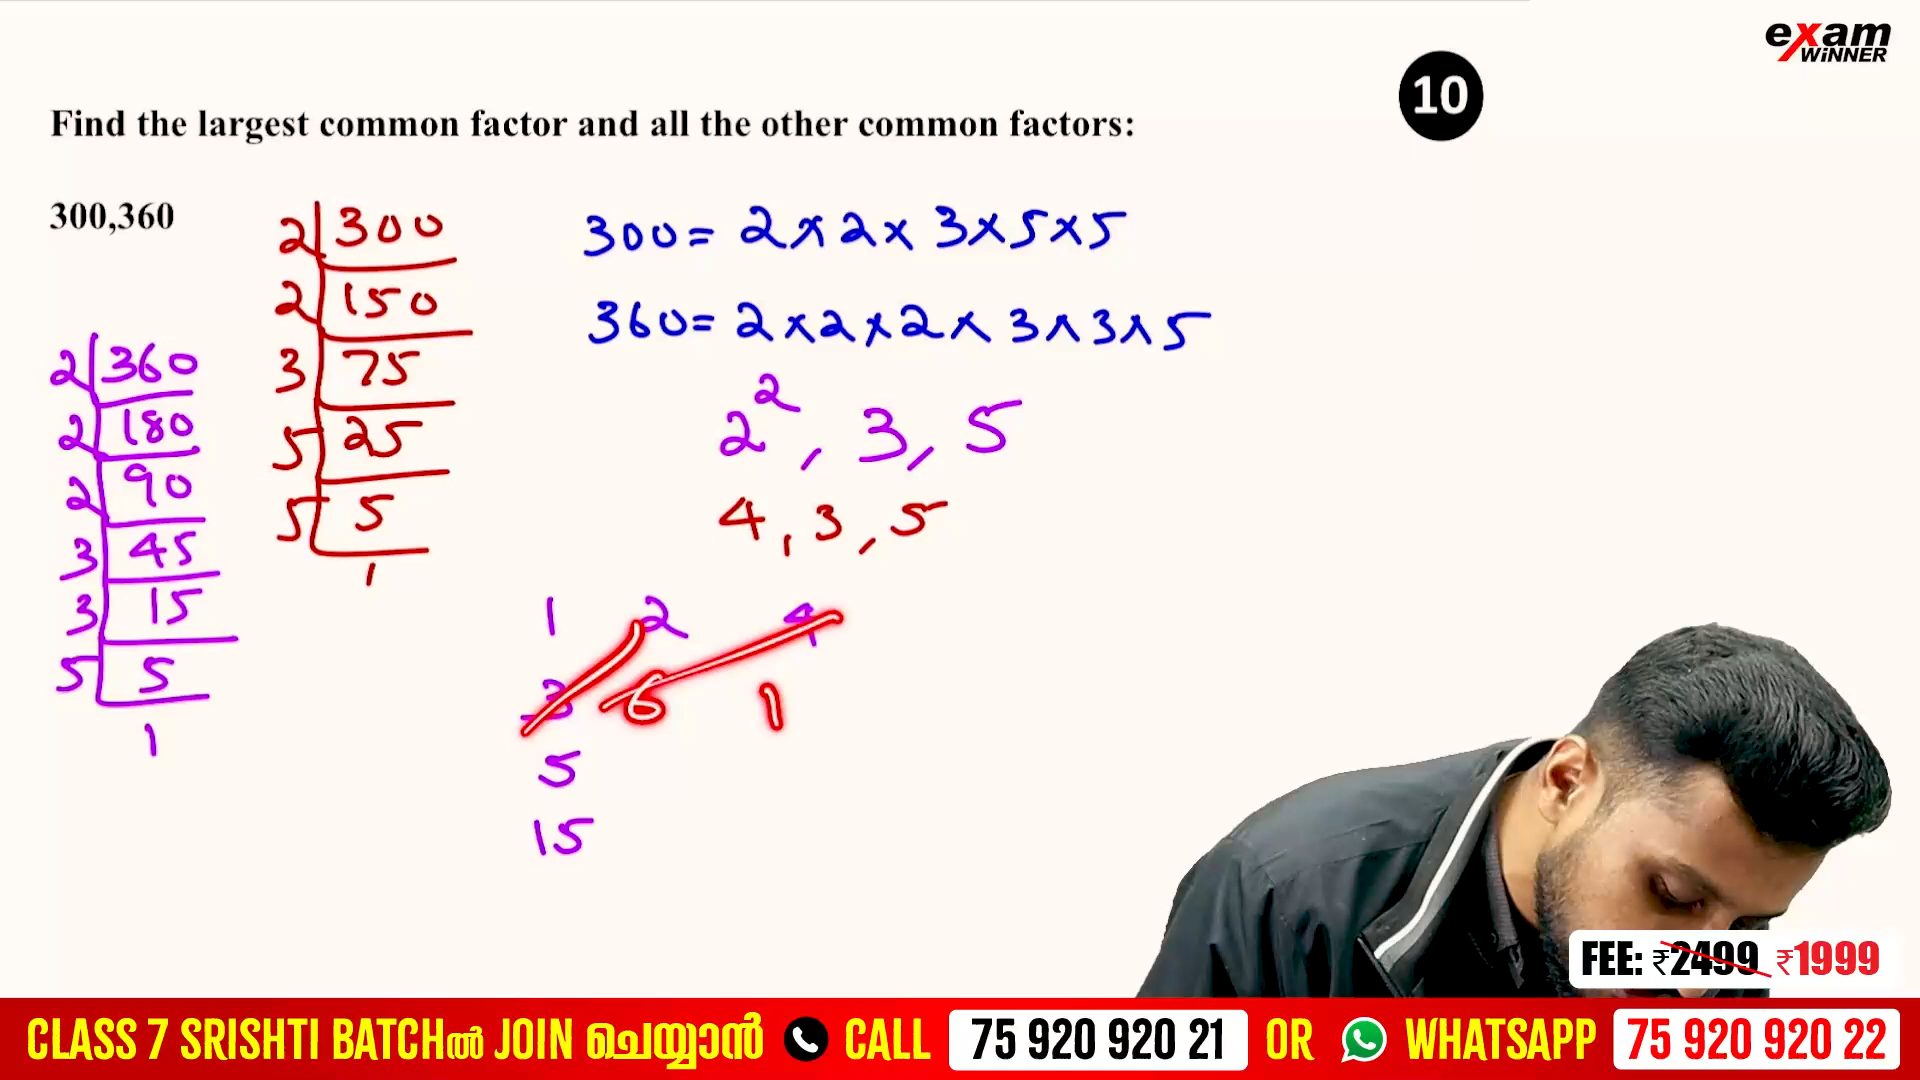 exam
WiNNER
10
Find the largest common factor and all the other common factors:
300,360
2 | 300
2 | 150
3 | 75
5 | 25
5 | 5
1
300 = 2 × 2 × 3 × 5 × 5
360 = 2 × 2 × 2 × 3 × 3 × 5
2 | 360
2 | 180
2 | 90
3 | 45
3 | 15
5 | 5
1
2², 3, 5
4, 3, 5
1 2 4
3 6 1
5
15
FEE: ₹2499 ₹1999
CLASS 7 SRISHTI BATCHൽ JOIN ചെയ്യാൻ CALL 75 920 920 21 OR WHATSAPP 75 920 920 22